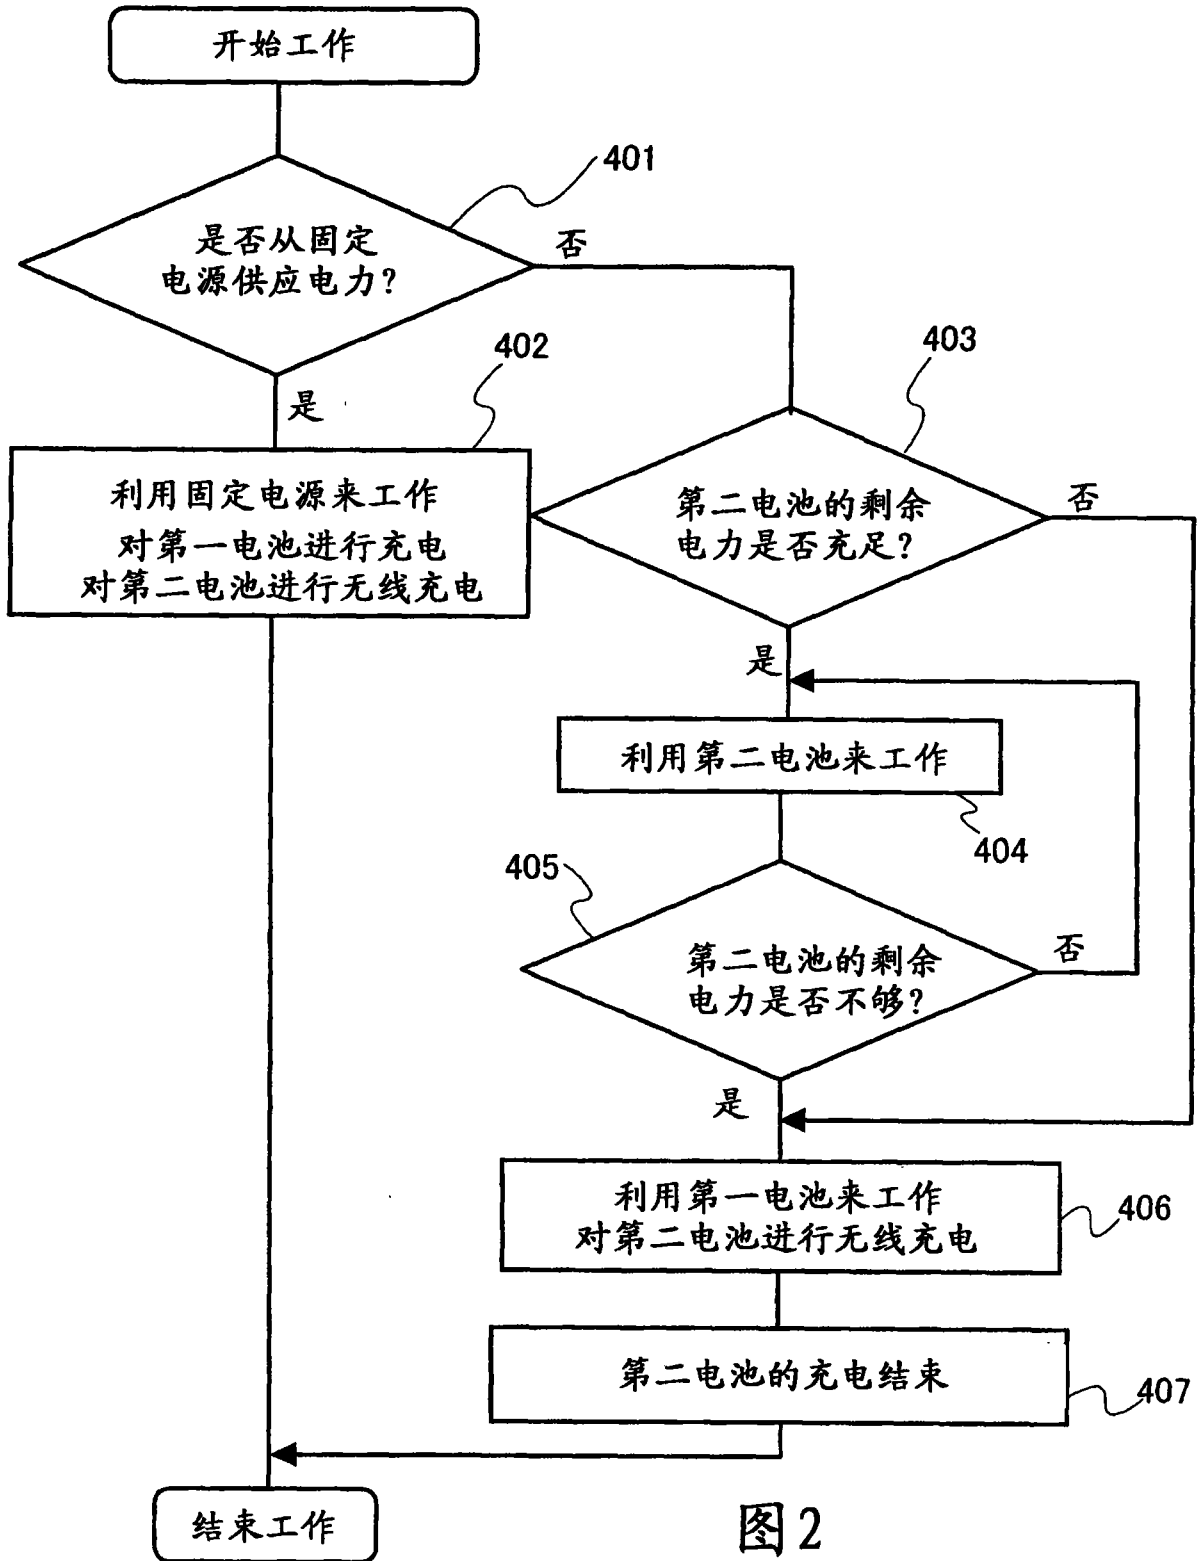 开始工作
401
是否从固定
电源供应电力?
否
是
402
利用固定电源来工作
对第一电池进行充电
对第二电池进行无线充电
403
第二电池的剩余
电力是否充足?
否
是
利用第二电池来工作
404
405
第二电池的剩余
电力是否不够?
否
是
利用第一电池来工作
对第二电池进行无线充电
406
第二电池的充电结束
407
结束工作
图2